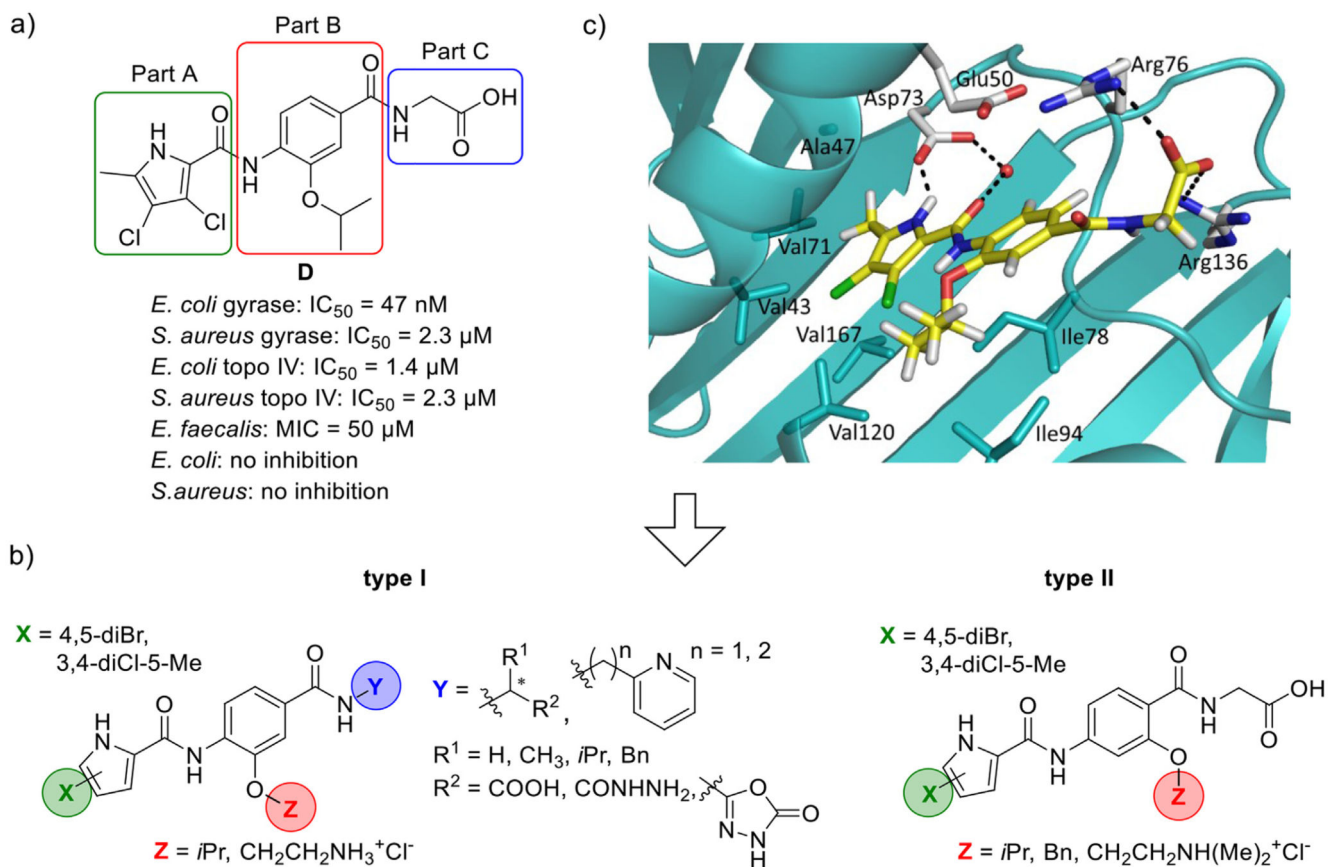 a)
Part A
Part B
Part C
H
N
O
N
H
Cl
Cl
O
O
N
H
O
OH
D
E. coli gyrase: IC50 = 47 nM
S. aureus gyrase: IC50 = 2.3 µM
E. coli topo IV: IC50 = 1.4 µM
S. aureus topo IV: IC50 = 2.3 µM
E. faecalis: MIC = 50 µM
E. coli: no inhibition
S.aureus: no inhibition
c)
Arg76
Glu50
Asp73
Ala47
Val71
Arg136
Val43
Val167
Ile78
Val120
Ile94
b)
type I
X = 4,5-diBr,
3,4-diCl-5-Me
H
N
O
N
H
O
O
N
H
X
Y
Z
Z = iPr, CH2CH2NH3+Cl-
Y = R1 * R2 , n N n = 1, 2
R1 = H, CH3, iPr, Bn
R2 = COOH, CONHNH2, O O N NH
type II
X = 4,5-diBr,
3,4-diCl-5-Me
H
N
O
N
H
O
O
N
H
O
OH
X
Z
Z = iPr, Bn, CH2CH2NH(Me)2+Cl-